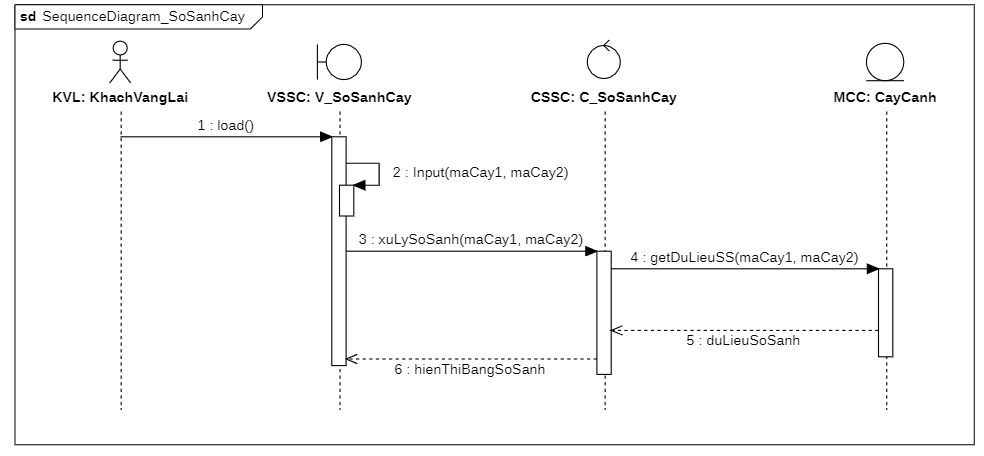 sd SequenceDiagram_SoSanhCay
KVL: KhachVangLai
VSSC: V_SoSanhCay
CSSC: C_SoSanhCay
MCC: CayCanh
1 : load()
2 : Input(maCay1, maCay2)
3 : xuLySoSanh(maCay1, maCay2)
4 : getDuLieuSS(maCay1, maCay2)
5 : duLieuSoSanh
6 : hienThiBangSoSanh